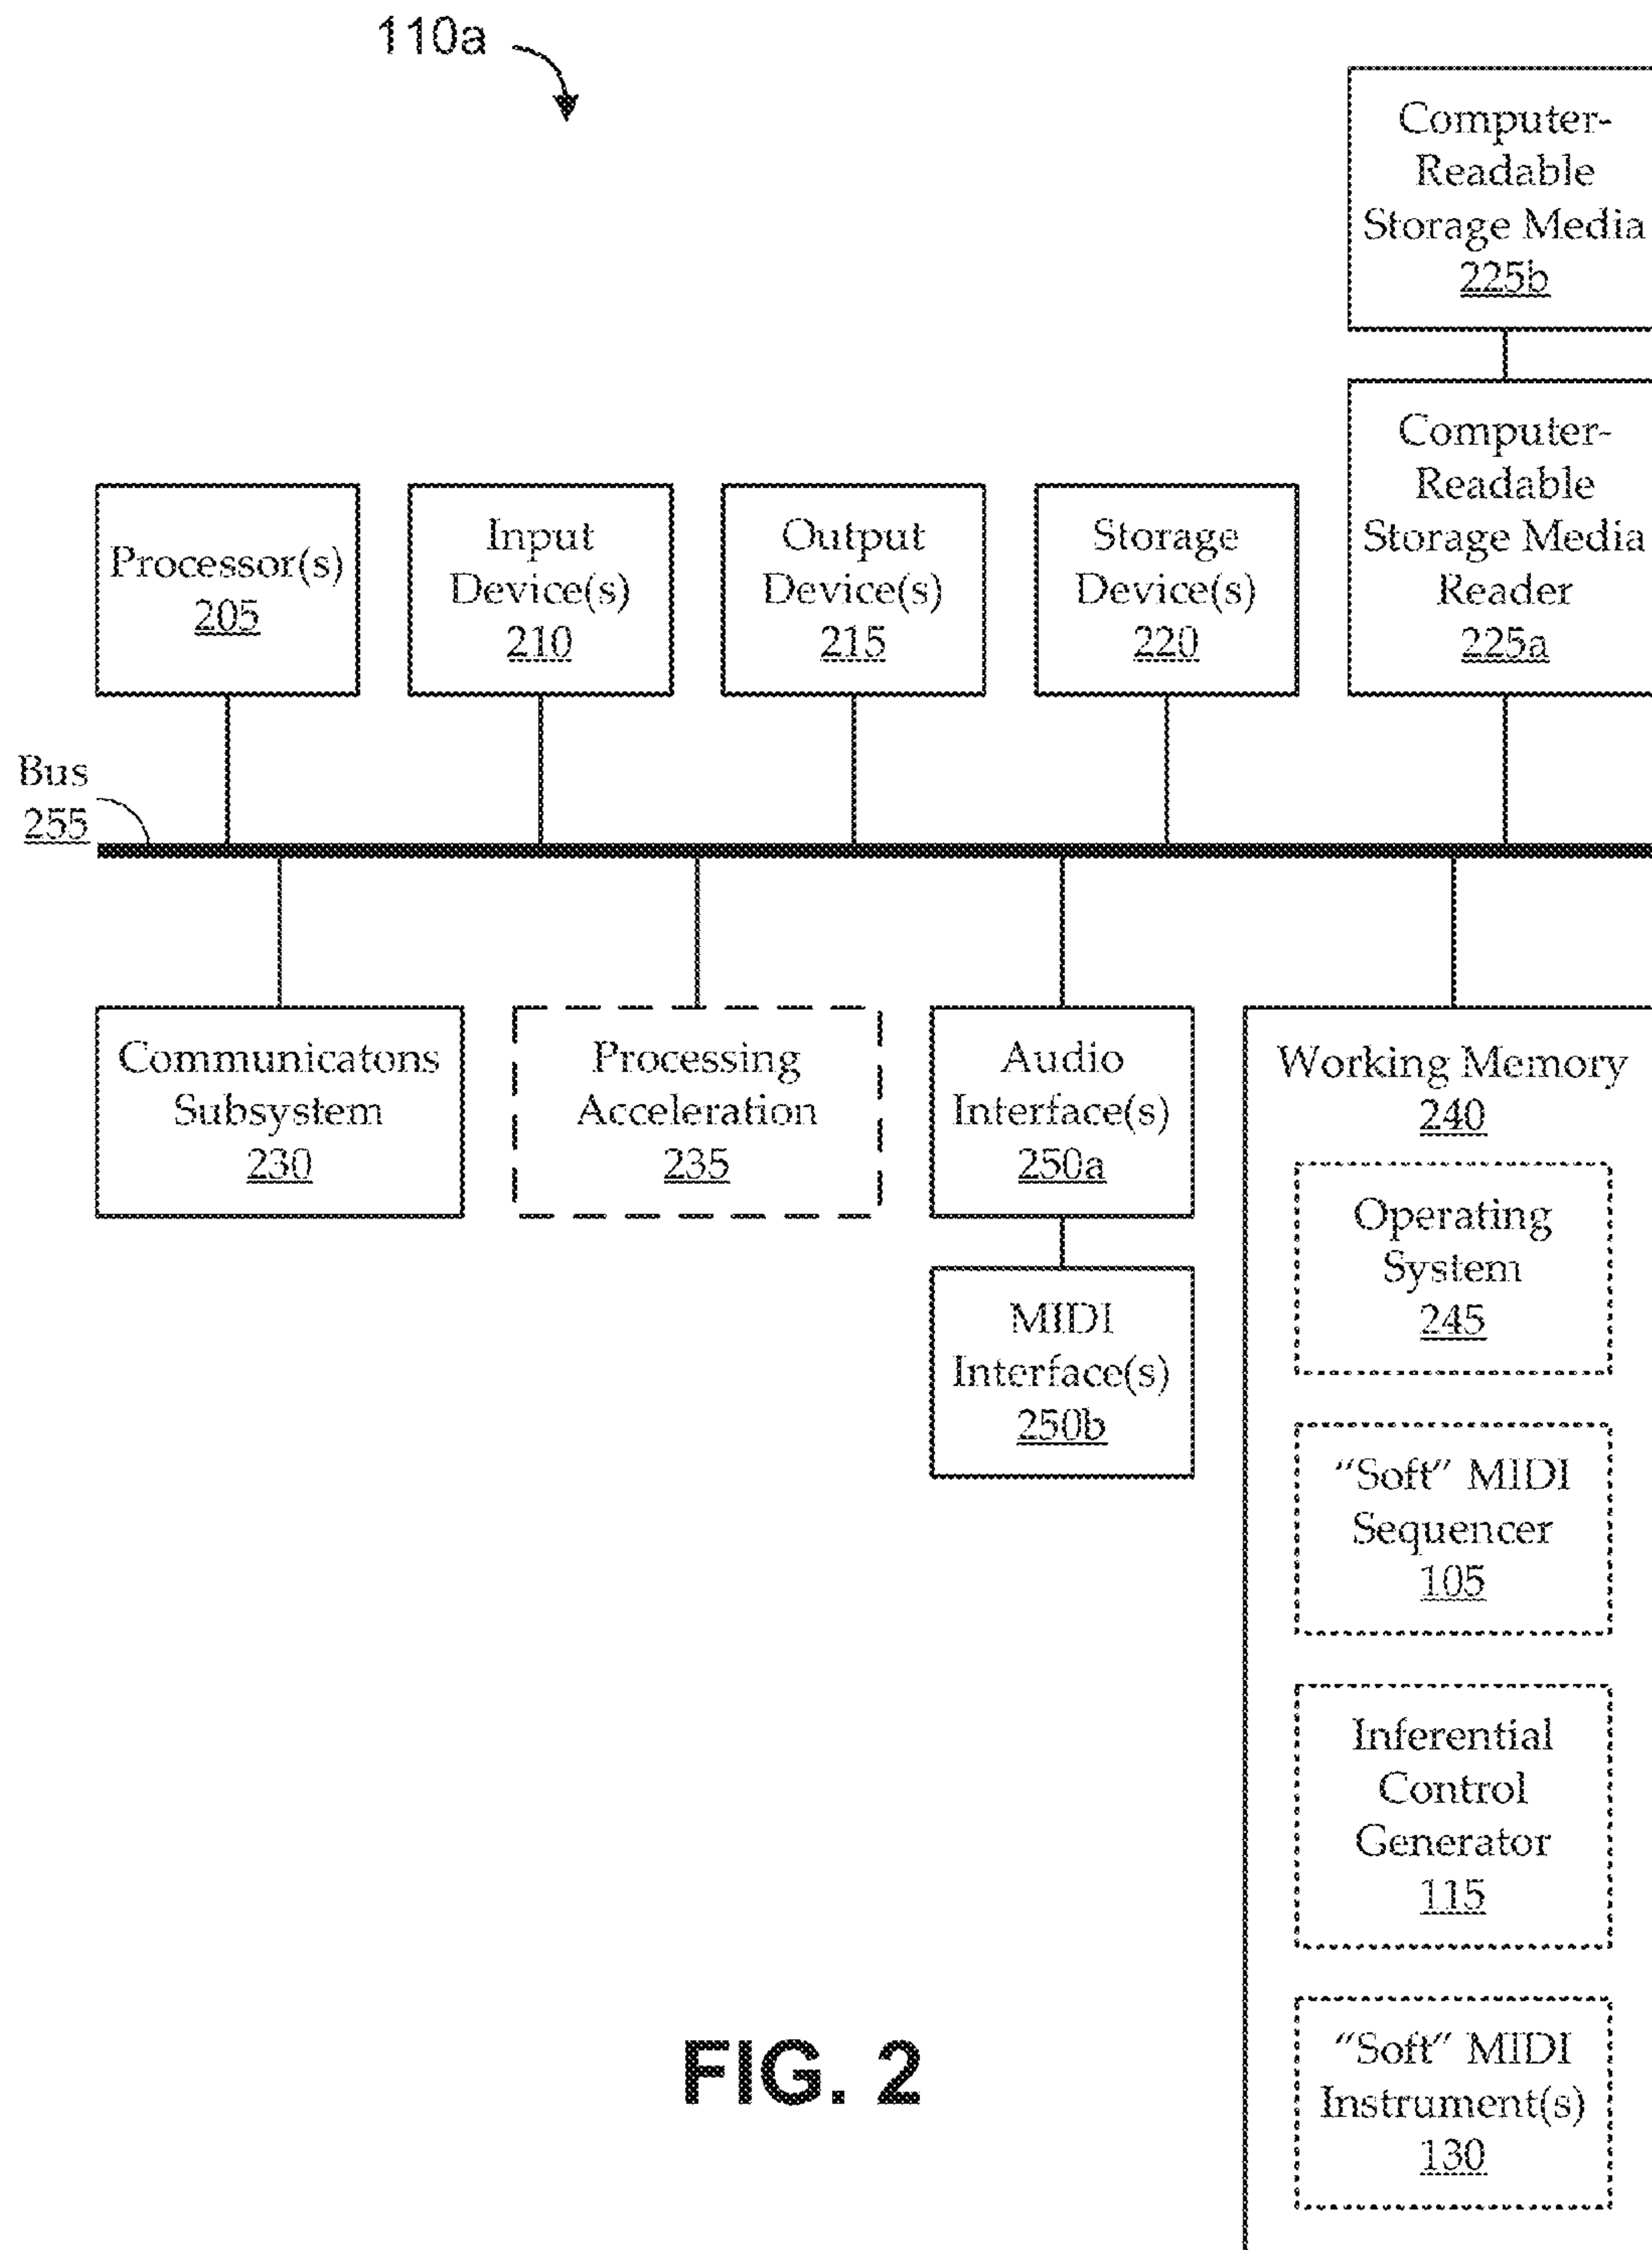 110a
Computer-
Readable
Storage Media
225b
Computer-
Readable
Storage Media
Reader
225a
Processor(s)
205
Input
Device(s)
210
Output
Device(s)
215
Storage
Device(s)
220
Bus
255
Communicatons
Subsystem
230
Processing
Acceleration
235
Audio
Interface(s)
250a
MIDI
Interface(s)
250b
Working Memory
240
Operating
System
245
“Soft” MIDI
Sequencer
105
Inferential
Control
Generator
115
“Soft” MIDI
Instrument(s)
130
FIG. 2